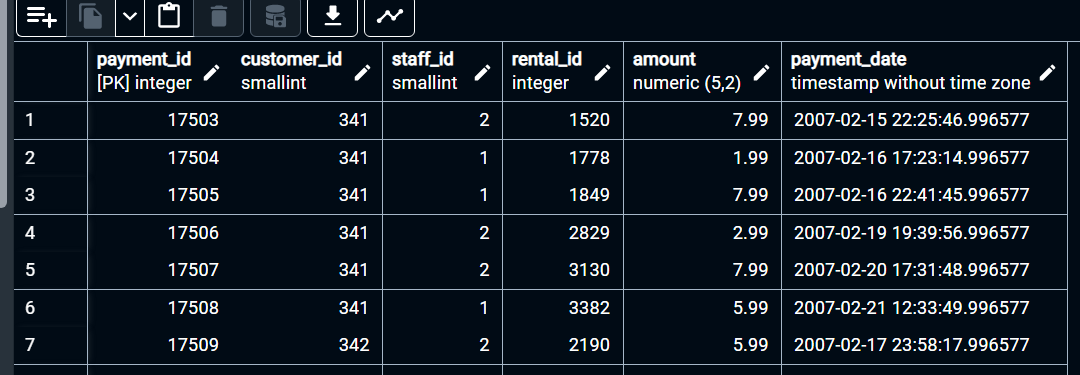 payment_id customer_id staff_id rental_id amount payment_date
[PK] integer smallint smallint integer numeric (5,2) timestamp without time zone
1 17503 341 2 1520 7.99 2007-02-15 22:25:46.996577
2 17504 341 1 1778 1.99 2007-02-16 17:23:14.996577
3 17505 341 1 1849 7.99 2007-02-16 22:41:45.996577
4 17506 341 2 2829 2.99 2007-02-19 19:39:56.996577
5 17507 341 2 3130 7.99 2007-02-20 17:31:48.996577
6 17508 341 1 3382 5.99 2007-02-21 12:33:49.996577
7 17509 342 2 2190 5.99 2007-02-17 23:58:17.996577